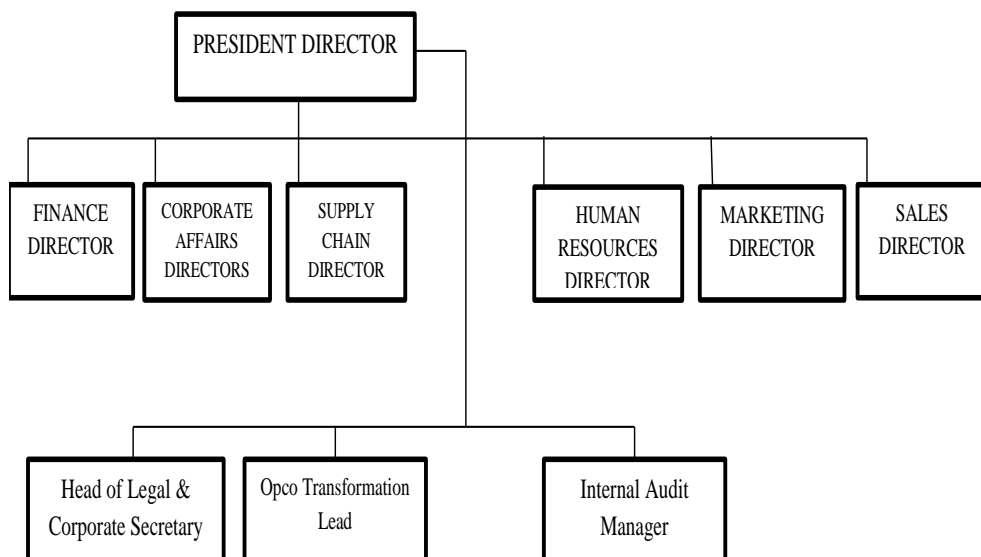 PRESIDENT DIRECTOR
FINANCE
DIRECTOR
CORPORATE
AFFAIRS
DIRECTORS
SUPPLY
CHAIN
DIRECTOR
HUMAN
RESOURCES
DIRECTOR
MARKETING
DIRECTOR
SALES
DIRECTOR
Head of Legal &
Corporate Secretary
Opco Transformation
Lead
Internal Audit
Manager